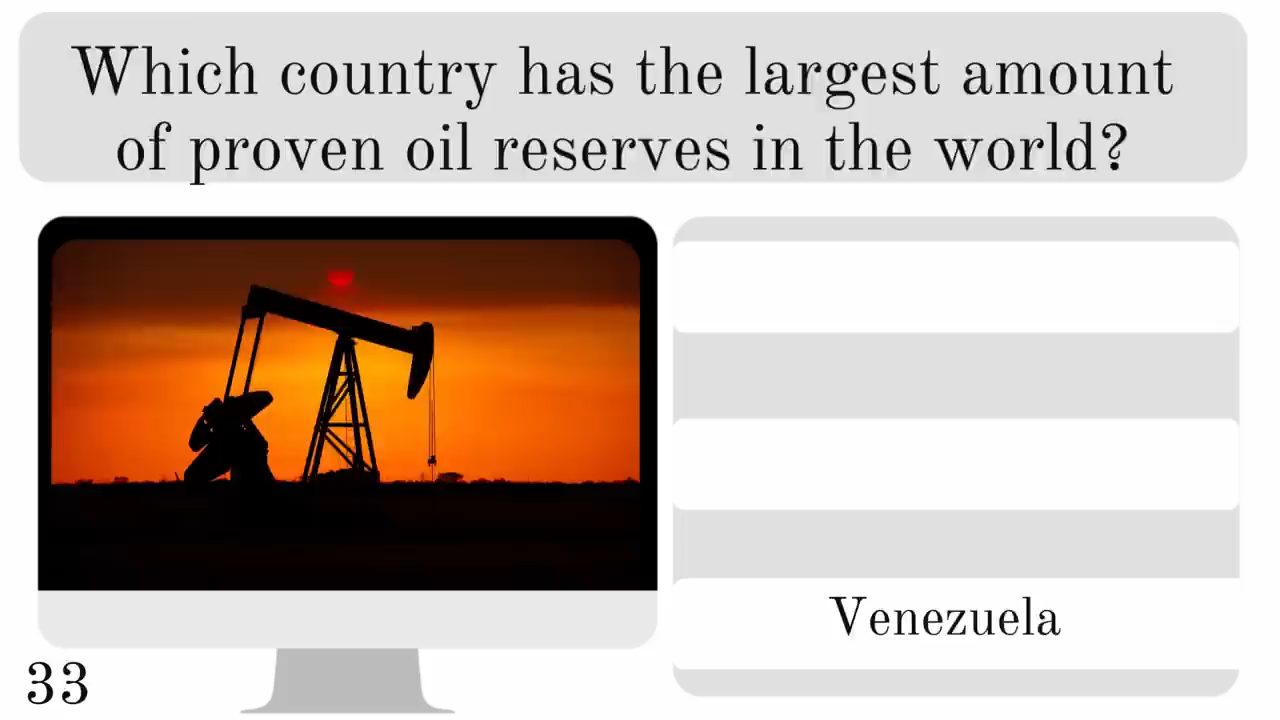 Which country has the largest amount
of proven oil reserves in the world?
Venezuela
33